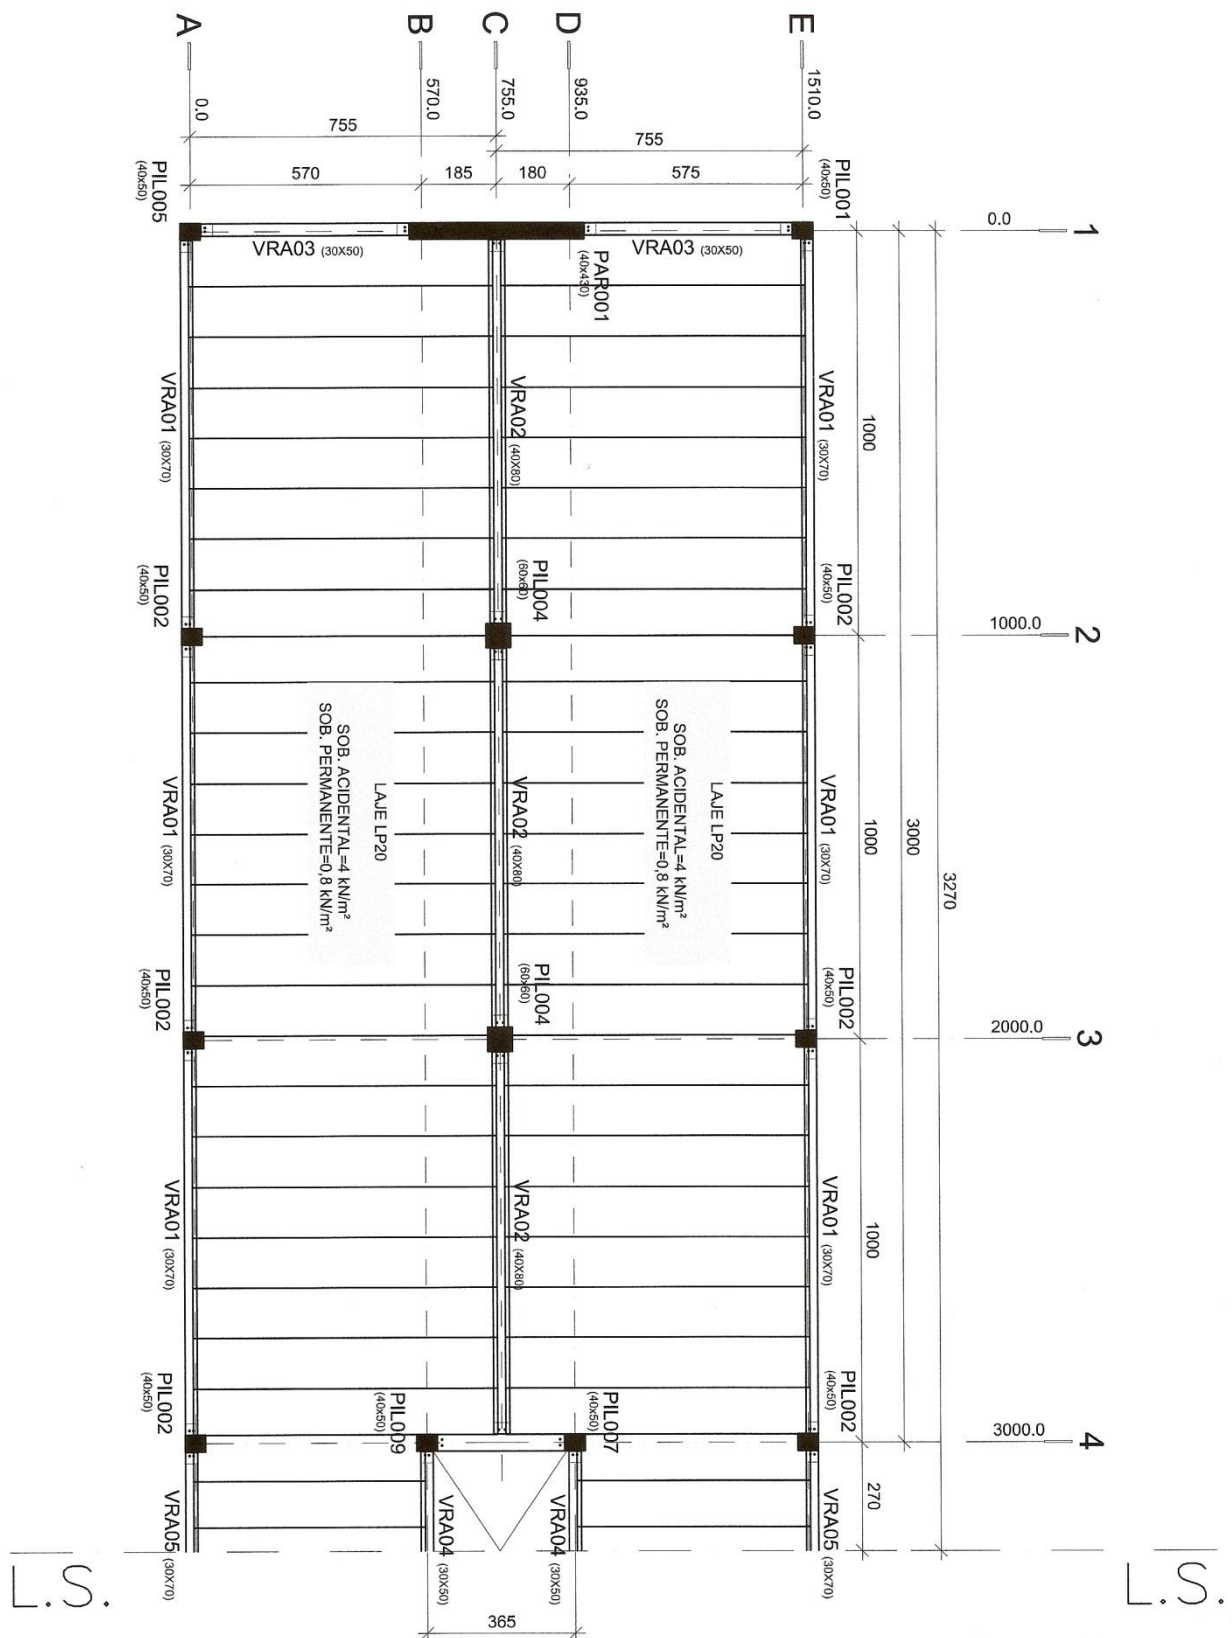 A
B
C
D
E
0.0
570.0
755.0
935.0
1510.0
755
755
570
185
180
575
PIL005
(40x50)
PIL001
(40x50)
0.0
1
VRA03 (30X50)
VRA03 (30X50)
PAR001
(40x430)
VRA01 (30X70)
VRA02 (40X80)
VRA01 (30X70)
1000
PIL002
(40x50)
PIL004
(60x60)
PIL002
(40x50)
1000.0
2
LAJE LP20
SOB. ACIDENTAL=4 kN/m²
SOB. PERMANENTE=0,8 kN/m²
LAJE LP20
SOB. ACIDENTAL=4 kN/m²
SOB. PERMANENTE=0,8 kN/m²
VRA01 (30X70)
VRA02 (40X80)
VRA01 (30X70)
1000
3000
3270
PIL002
(40x50)
PIL004
(60x60)
PIL002
(40x50)
2000.0
3
VRA01 (30X70)
VRA02 (40X80)
VRA01 (30X70)
1000
PIL002
(40x50)
PIL009
(40x50)
PIL007
(40x50)
PIL002
(40x50)
3000.0
4
VRA05 (30X70)
VRA04 (30X50)
VRA04 (30X50)
VRA05 (30X70)
270
L.S.
L.S.
365